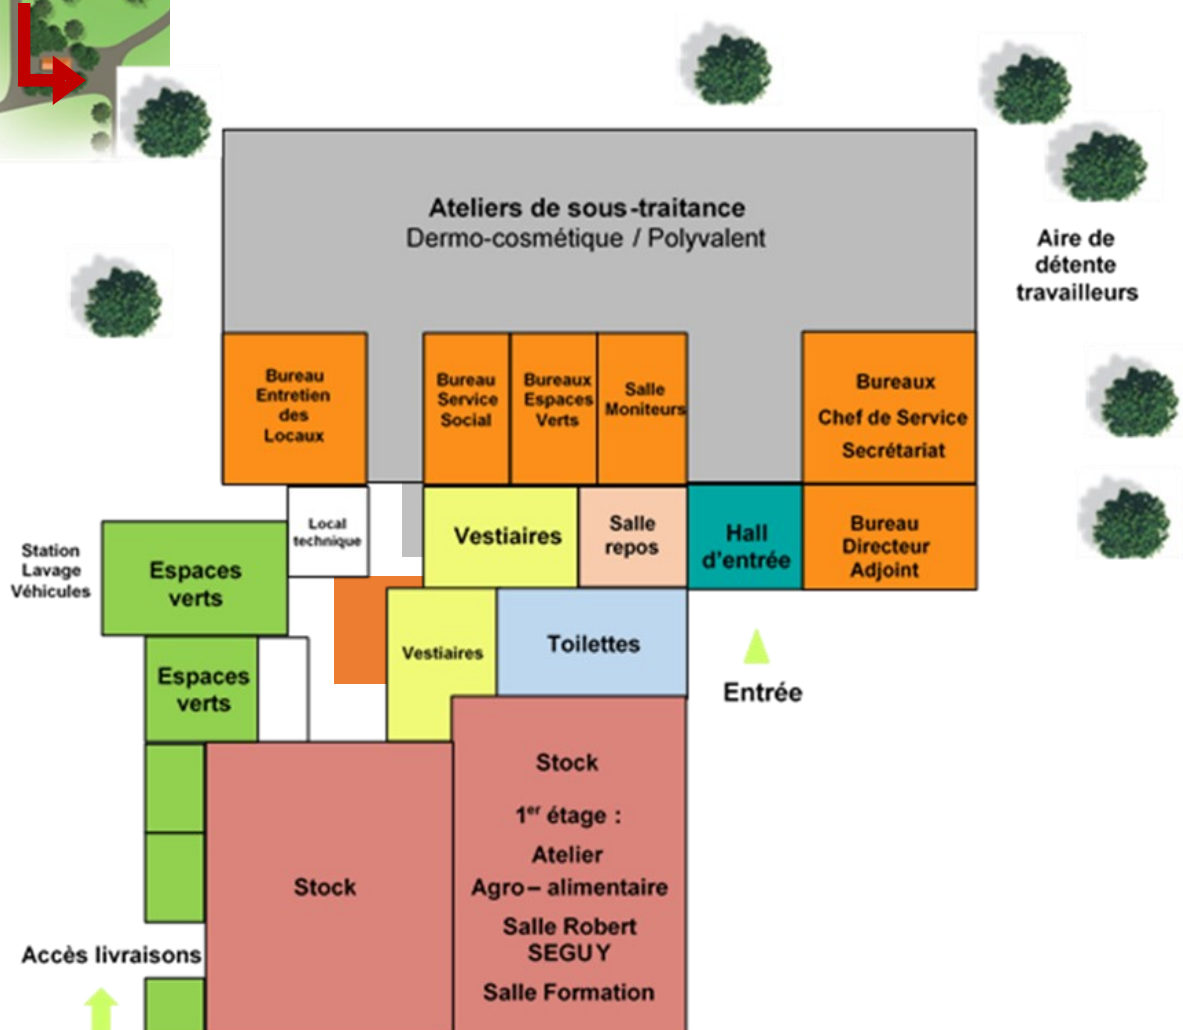 Ateliers de sous-traitance
Dermo-cosmétique / Polyvalent
Aire de
détente
travailleurs
Bureau
Entretien
des
Locaux
Bureau
Service
Social
Bureaux
Espaces
Verts
Salle
Moniteurs
Bureaux
Chef de Service
Secrétariat
Local
technique
Vestiaires
Salle
repos
Hall
d'entrée
Bureau
Directeur
Adjoint
Station
Lavage
Véhicules
Espaces
verts
Vestiaires
Toilettes
Espaces
verts
Entrée
Stock
1er étage :
Atelier
Agro– alimentaire
Salle Robert
SEGUY
Salle Formation
Stock
Accès livraisons